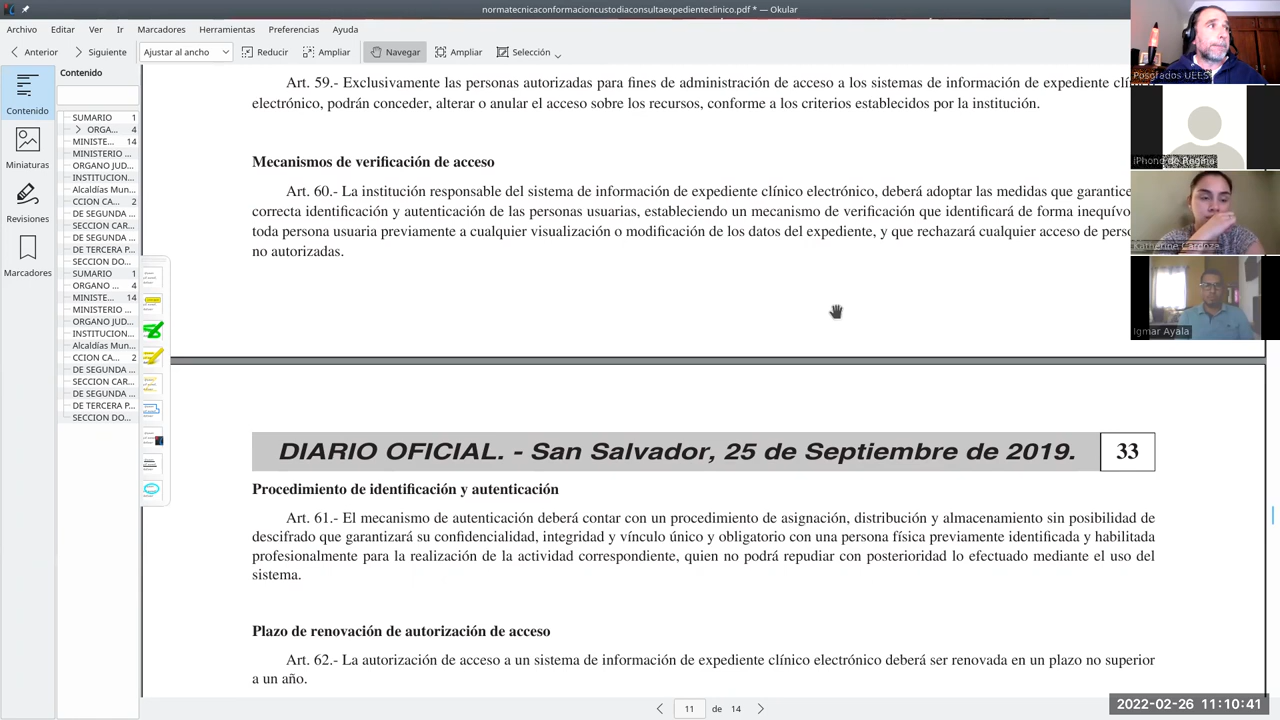 normatecnicaconformacioncustodiaconsultaexpedienteclinico.pdf * — Okular
Archivo Editar Ver Ir Marcadores Herramientas Preferencias Ayuda
Anterior Siguiente Ajustar al ancho Reducir Ampliar Navegar Ampliar Selección
Contenido
Miniaturas
Revisiones
Marcadores
Contenido
SUMARIO 1
ORGA... 4
MINISTE... 14
MINISTERIO ...
ORGANO JUD...
INSTITUCION...
Alcaldías Mun...
CCION CA... 2
DE SEGUNDA ...
SECCION CAR...
DE SEGUNDA ...
DE TERCERA P...
SECCION DO...
SUMARIO 1
ORGANO ... 4
MINISTE... 14
MINISTERIO ...
ORGANO JUD...
INSTITUCION...
Alcaldías Mun...
CCION CA... 2
DE SEGUNDA ...
SECCION CAR...
DE SEGUNDA ...
DE TERCERA P...
SECCION DO...
Art. 59.- Exclusivamente las personas autorizadas para fines de administración de acceso a los sistemas de información de expediente
electrónico, podrán conceder, alterar o anular el acceso sobre los recursos, conforme a los criterios establecidos por la institución.
Mecanismos de verificación de acceso
Art. 60.- La institución responsable del sistema de información de expediente clínico electrónico, deberá adoptar las medidas que
correcta identificación y autenticación de las personas usuarias, estableciendo un mecanismo de verificación que identificará de forma
toda persona usuaria previamente a cualquier visualización o modificación de los datos del expediente, y que rechazará cualquier acceso de
no autorizadas.
DIARIO OFICIAL. - San Salvador, 25 de Septiembre de 2019. 33
Procedimiento de identificación y autenticación
Art. 61.- El mecanismo de autenticación deberá contar con un procedimiento de asignación, distribución y almacenamiento sin posibilidad de
descifrado que garantizará su confidencialidad, integridad y vínculo único y obligatorio con una persona física previamente identificada y habilitada
profesionalmente para la realización de la actividad correspondiente, quien no podrá repudiar con posterioridad lo efectuado mediante el uso del
sistema.
Plazo de renovación de autorización de acceso
Art. 62.- La autorización de acceso a un sistema de información de expediente clínico electrónico deberá ser renovada en un plazo no superior
a un año.
11 de 14
Posgrados UEES
iPhone de Regina
Katherine Cardoza
Igmar Ayala
2022-02-26 11:10:41